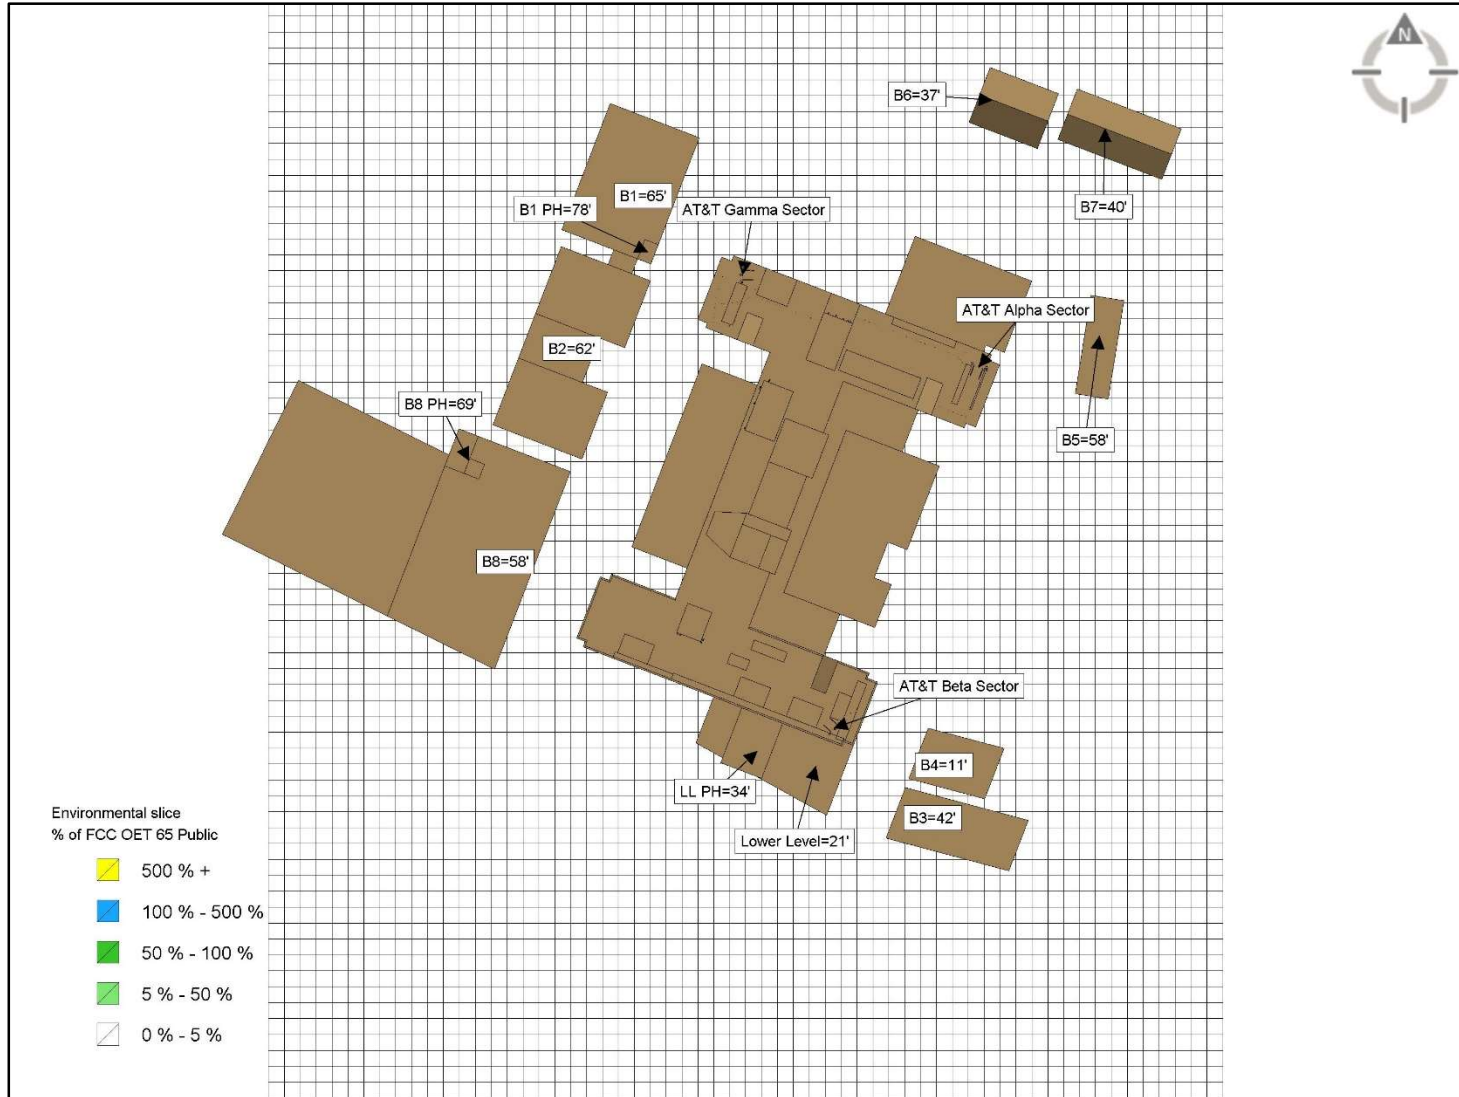 N
B6=37'
B7=40'
B1=65'
B1 PH=78'
AT&T Gamma Sector
AT&T Alpha Sector
B2=62'
B8 PH=69'
B5=58'
B8=58'
AT&T Beta Sector
B4=11'
LL PH=34'
B3=42'
Lower Level=21'
Environmental slice
% of FCC OET 65 Public
500 % +
100 % - 500 %
50 % - 100 %
5 % - 50 %
0 % - 5 %